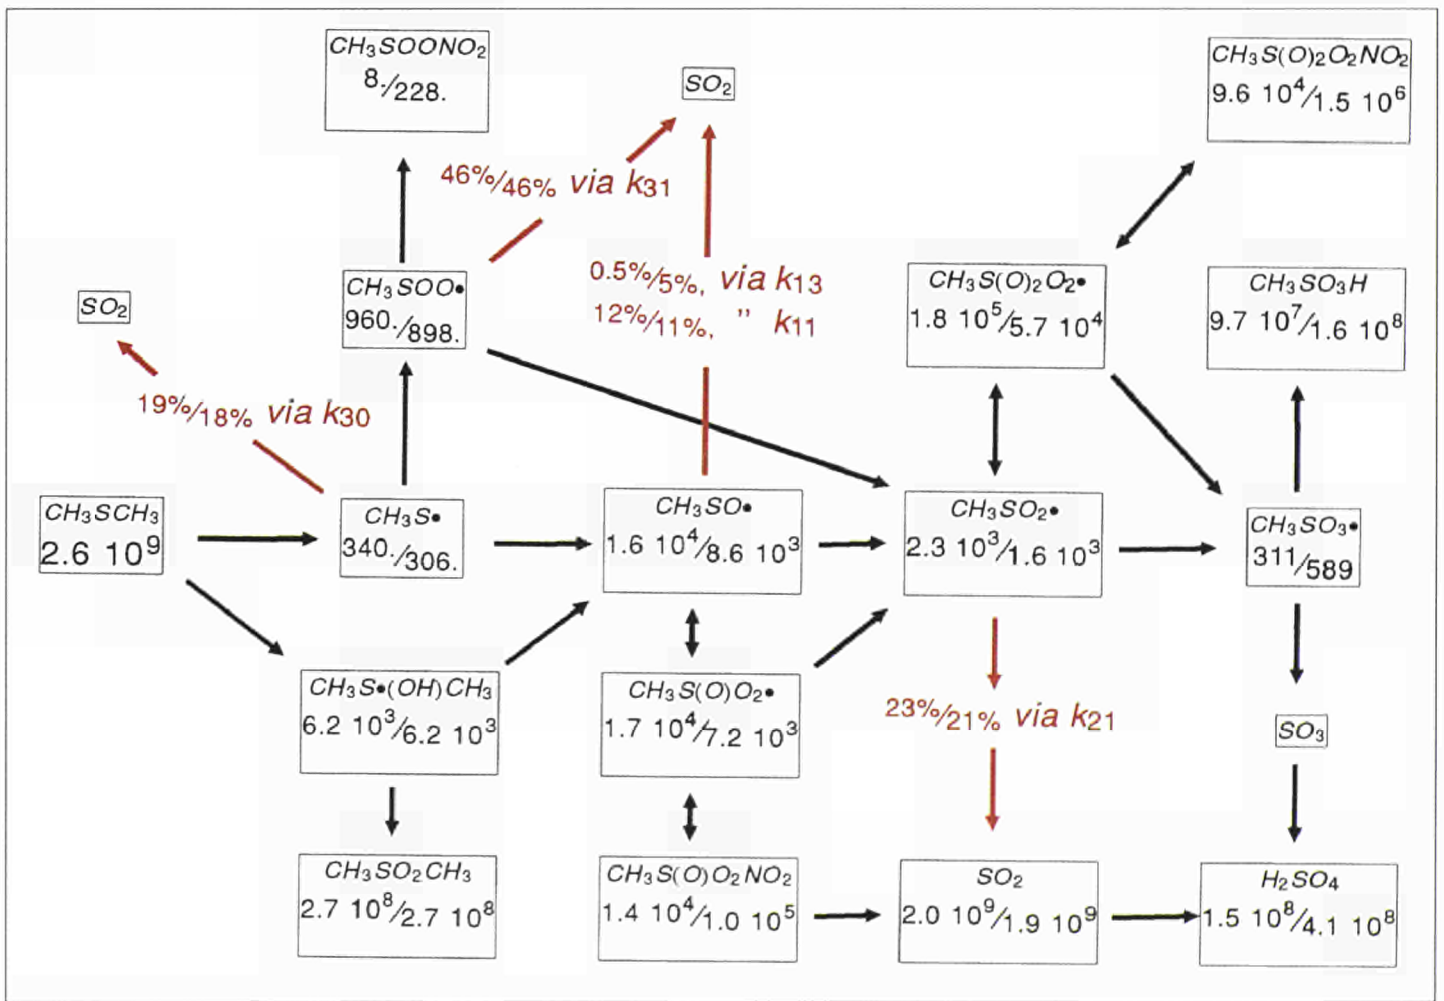 CH₃SOONO₂
8./228.
SO₂
CH₃S(O)₂O₂NO₂
9.6 10⁴/1.5 10⁶
46%/46% via k₃₁
CH₃SOO•
960./898.
0.5%/5%, via k₁₃
12%/11%, " k₁₁
CH₃S(O)₂O₂•
1.8 10⁵/5.7 10⁴
CH₃SO₃H
9.7 10⁷/1.6 10⁸
SO₂
19%/18% via k₃₀
CH₃SCH₃
2.6 10⁹
CH₃S•
340./306.
CH₃SO•
1.6 10⁴/8.6 10³
CH₃SO₂•
2.3 10³/1.6 10³
CH₃SO₃•
311/589
CH₃S•(OH)CH₃
6.2 10³/6.2 10³
CH₃S(O)O₂•
1.7 10⁴/7.2 10³
23%/21% via k₂₁
SO₃
CH₃SO₂CH₃
2.7 10⁸/2.7 10⁸
CH₃S(O)O₂NO₂
1.4 10⁴/1.0 10⁵
SO₂
2.0 10⁹/1.9 10⁹
H₂SO₄
1.5 10⁸/4.1 10⁸